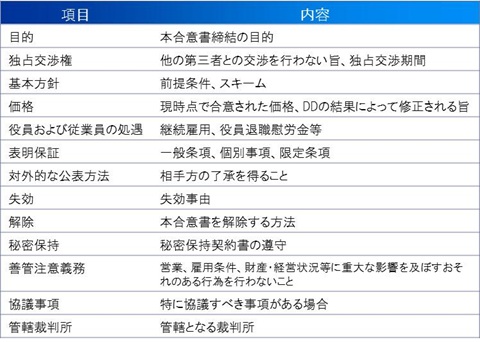 項目 内容
目的 本合意書締結の目的
独占交渉権 他の第三者との交渉を行わない旨、独占交渉期間
基本方針 前提条件、スキーム
価格 現時点で合意された価格、DDの結果によって修正される旨
役員および従業員の処遇 継続雇用、役員退職慰労金等
表明保証 一般条項、個別事項、限定条項
対外的な公表方法 相手方の了承を得ること
失効 失効事由
解除 本合意書を解除する方法
秘密保持 秘密保持契約書の遵守
善管注意義務 営業、雇用条件、財産・経営状況等に重大な影響を及ぼすおそ
れのある行為を行わないこと
協議事項 特に協議すべき事項がある場合
管轄裁判所 管轄となる裁判所